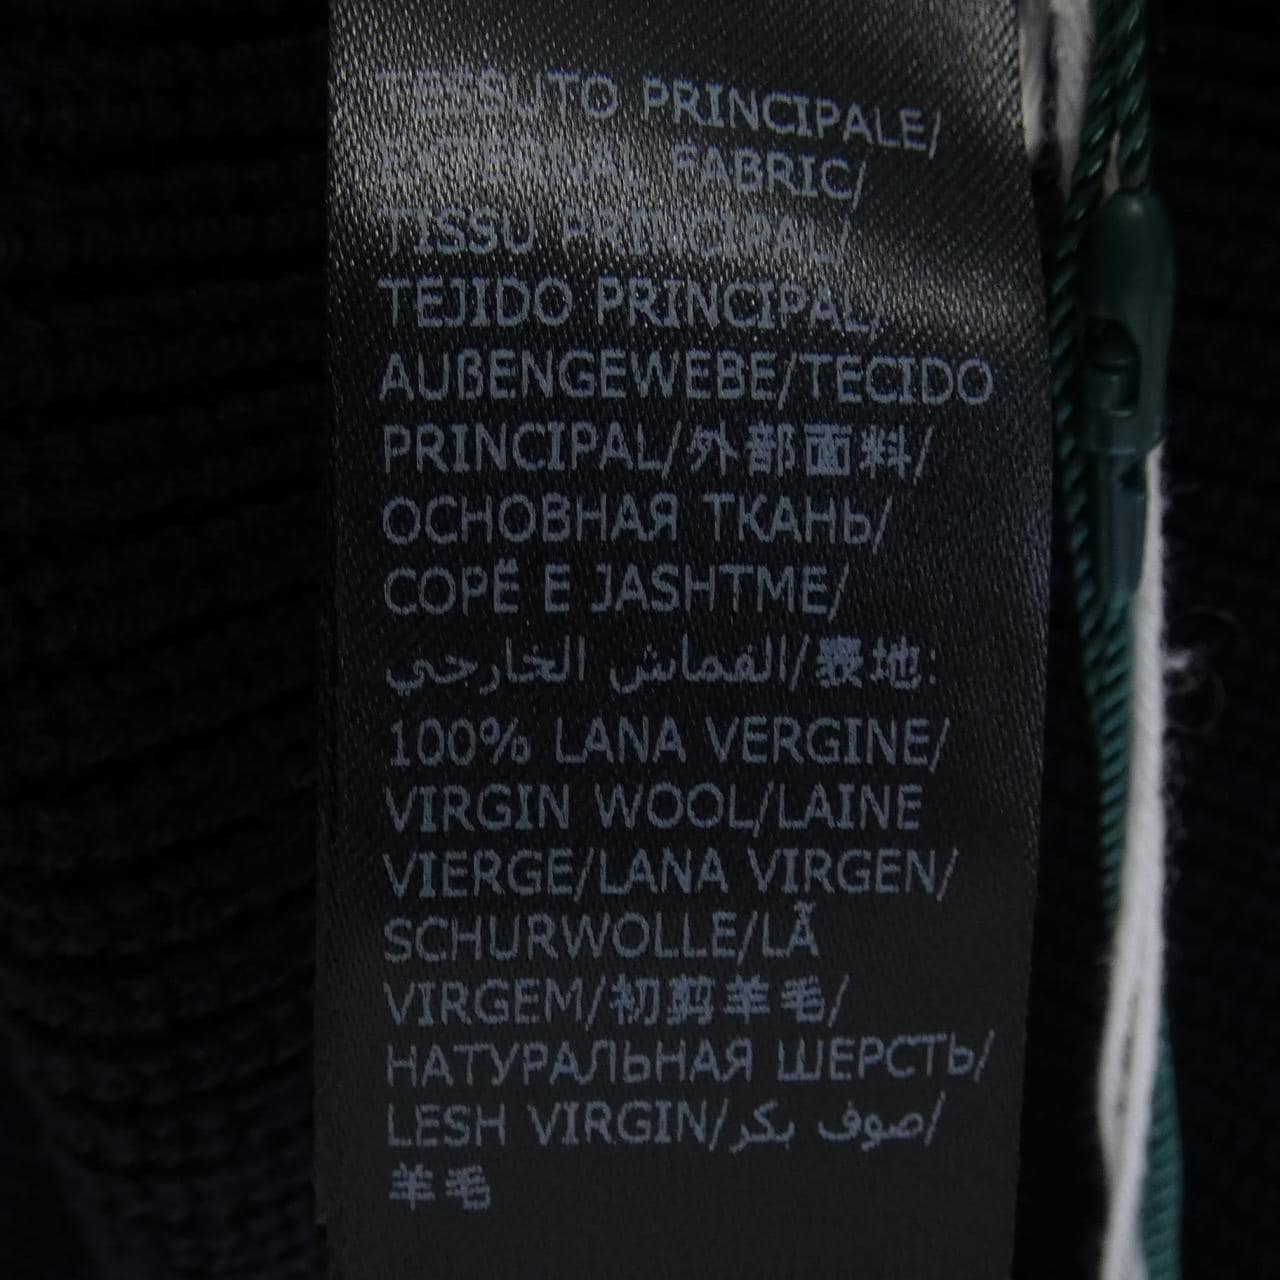 TESSUTO PRINCIPALE/
EXTERNAL FABRIC/
TISSU PRINCIPAL/
TEJIDO PRINCIPAL/
AUßENGEWEBE/TECIDO
PRINCIPAL/外部面料/
ОСНОВНАЯ ТКАНЬ/
COPË E JASHTME/
القماش الخارجي/表地:
100% LANA VERGINE/
VIRGIN WOOL/LAINE
VIERGE/LANA VIRGEN/
SCHURWOLLE/LÃ
VIRGEM/初剪羊毛/
НАТУРАЛЬНАЯ ШЕРСТЬ/
LESH VIRGIN/صوف بكر/
羊毛